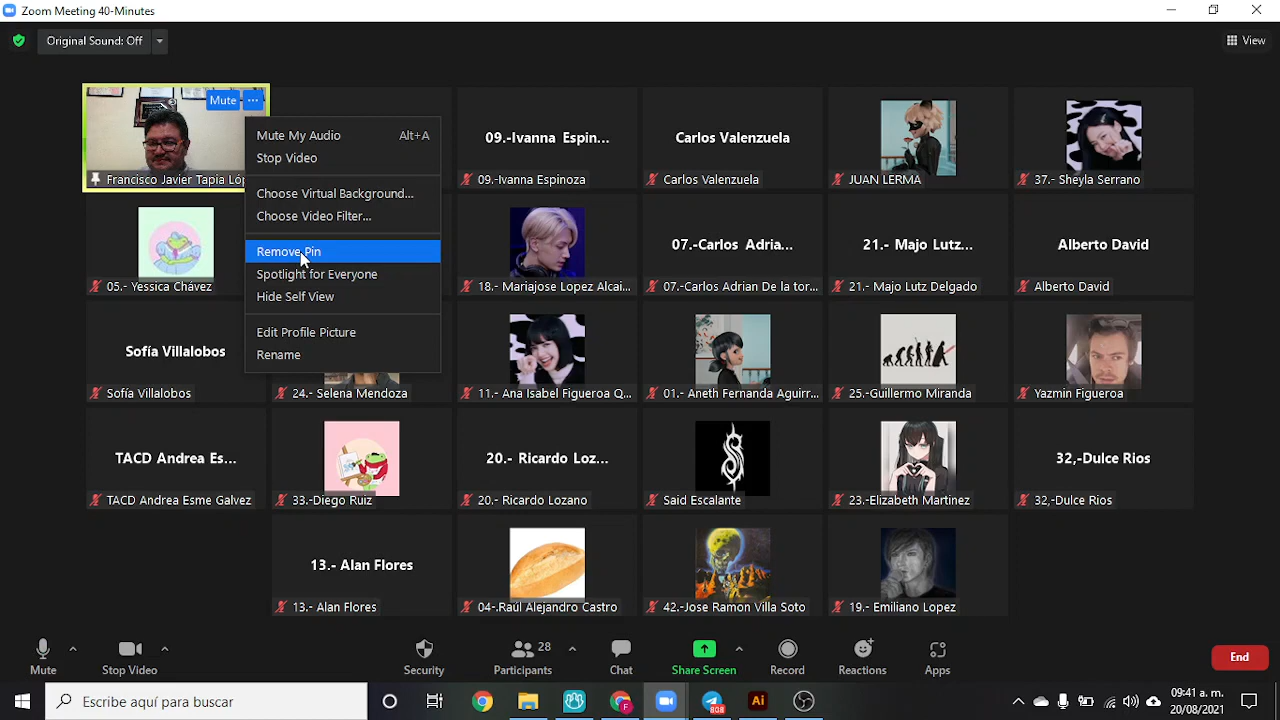 Zoom Meeting 40-Minutes
Original Sound: Off
View
Mute ...
Francisco Javier Tapia Ló
Mute My Audio Alt+A
Stop Video
Choose Virtual Background...
Choose Video Filter...
Remove Pin
Spotlight for Everyone
Hide Self View
Edit Profile Picture
Rename
09.-Ivanna Espin...
09.-Ivanna Espinoza
Carlos Valenzuela
Carlos Valenzuela
JUAN LERMA
37.- Sheyla Serrano
05.- Yessica Chávez
18.- Mariajose Lopez Alcai...
07.-Carlos Adria...
07.-Carlos Adrian De la tor...
21.- Majo Lutz...
21.- Majo Lutz Delgado
Alberto David
Alberto David
Sofía Villalobos
Sofía Villalobos
24.- Selena Mendoza
11.- Ana Isabel Figueroa Q...
01.- Aneth Fernanda Aguirr...
25.-Guillermo Miranda
Yazmin Figueroa
TACD Andrea Es...
TACD Andrea Esme Galvez
33.-Diego Ruiz
20.- Ricardo Loz...
20.- Ricardo Lozano
Said Escalante
23.-Elizabeth Martinez
32,-Dulce Rios
32,-Dulce Rios
13.- Alan Flores
13.- Alan Flores
04-Raúl Alejandro Castro
42.-Jose Ramon Villa Soto
19.- Emiliano Lopez
Mute
Stop Video
Security
28
Participants
Chat
Share Screen
Record
Reactions
Apps
End
Escribe aquí para buscar
F
808
Ai
09:41 a. m.
20/08/2021